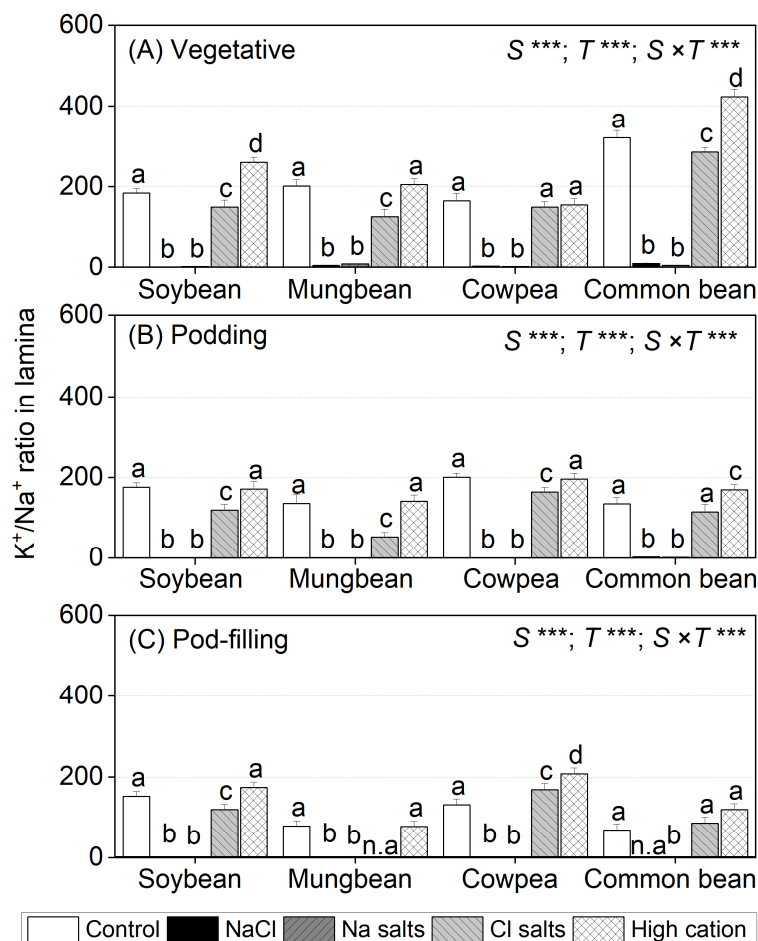 K⁺/Na⁺ ratio in lamina
(A) Vegetative
S ***; T ***; S ×T ***
600
400
200
0
a b b c d
a b b c a
a b b a a
a b b c d
Soybean Mungbean Cowpea Common bean
(B) Podding
S ***; T ***; S ×T ***
600
400
200
0
a b b c a
a b b c a
a b b c a
a b b a c
Soybean Mungbean Cowpea Common bean
(C) Pod-filling
S ***; T ***; S ×T ***
600
400
200
0
a b b c a
a b b n.a a
a b b c d
a n.a b a a
Soybean Mungbean Cowpea Common bean
Control NaCl Na salts Cl salts High cation